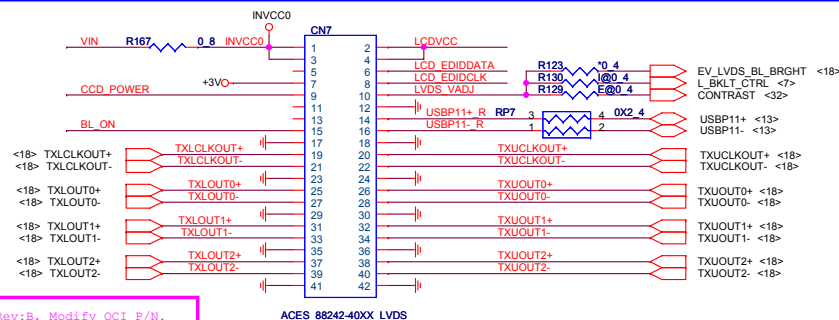 INVCC0
CN7
VIN R167 0_8 INVCC0 1 2 LCDVCC
3 4
5 6 LCD_EDIDDATA R123 *0_4 EV_LVDS_BL_BRGHT <18>
+3V 7 8 LCD_EDIDCLK R130 I@0_4 L_BKLT_CTRL <7>
CCD_POWER 9 10 LVDS_VADJ R129 E@0_4 CONTRAST <32>
11 12
13 14 USBP11+_R RP7 3 4 0X2_4 USBP11+ <13>
BL_ON 15 16 USBP11-_R 1 2 USBP11- <13>
17 18
<18> TXLCLKOUT+ TXLCLKOUT+ 19 20 TXUCLKOUT+ TXUCLKOUT+ <18>
<18> TXLCLKOUT- TXLCLKOUT- 21 22 TXUCLKOUT- TXUCLKOUT- <18>
23 24
<18> TXLOUT0+ TXLOUT0+ 25 26 TXUOUT0+ TXUOUT0+ <18>
<18> TXLOUT0- TXLOUT0- 27 28 TXUOUT0- TXUOUT0- <18>
29 30
<18> TXLOUT1+ TXLOUT1+ 31 32 TXUOUT1+ TXUOUT1+ <18>
<18> TXLOUT1- TXLOUT1- 33 34 TXUOUT1- TXUOUT1- <18>
35 36
<18> TXLOUT2+ TXLOUT2+ 37 38 TXUOUT2+ TXUOUT2+ <18>
<18> TXLOUT2- TXLOUT2- 39 40 TXUOUT2- TXUOUT2- <18>
41 42
Rev:B, Modify OCI P/N.
ACES_88242-40XX_LVDS